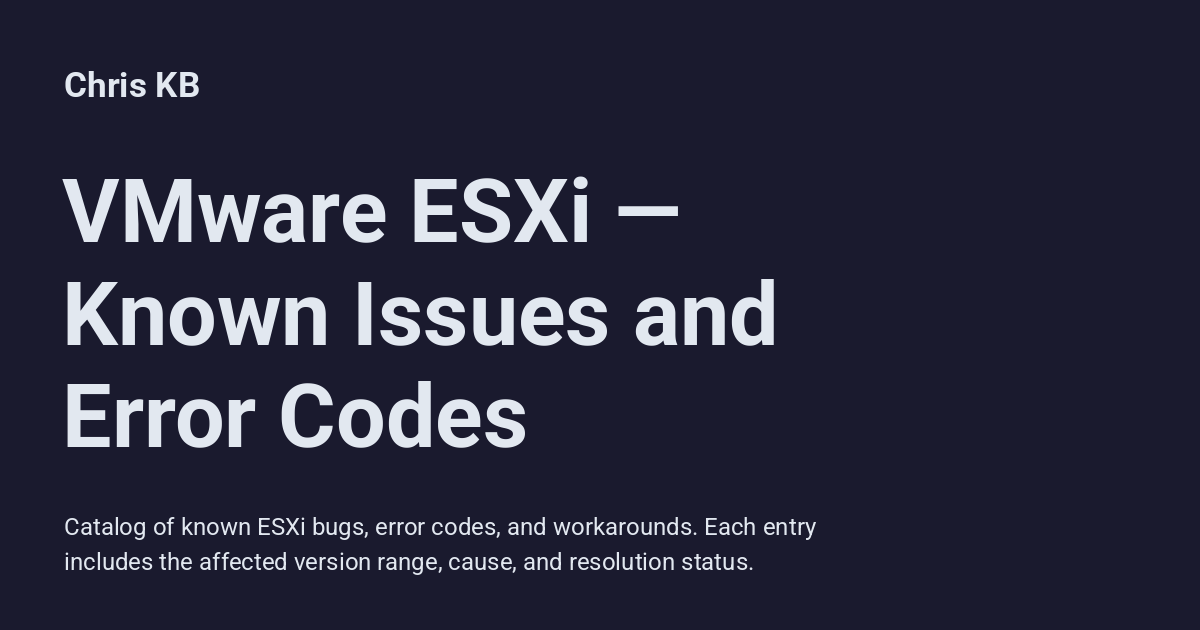 Chris KB
VMware ESXi —
Known Issues and
Error Codes
Catalog of known ESXi bugs, error codes, and workarounds. Each entry
includes the affected version range, cause, and resolution status.